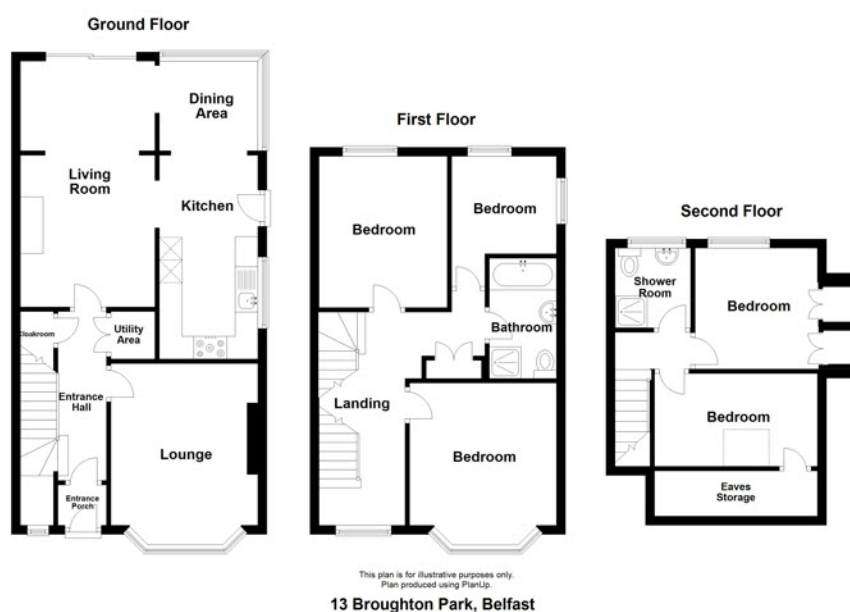 Ground Floor
Dining
Area
Living
Room
Kitchen
Cloakroom
Utility
Area
Entrance
Hall
Lounge
Entrance
Porch
First Floor
Bedroom
Bedroom
Bathroom
Landing
Bedroom
Second Floor
Shower
Room
Bedroom
Bedroom
Eaves
Storage
This plan is for illustrative purposes only.
Plan produced using PlanUp.
13 Broughton Park, Belfast